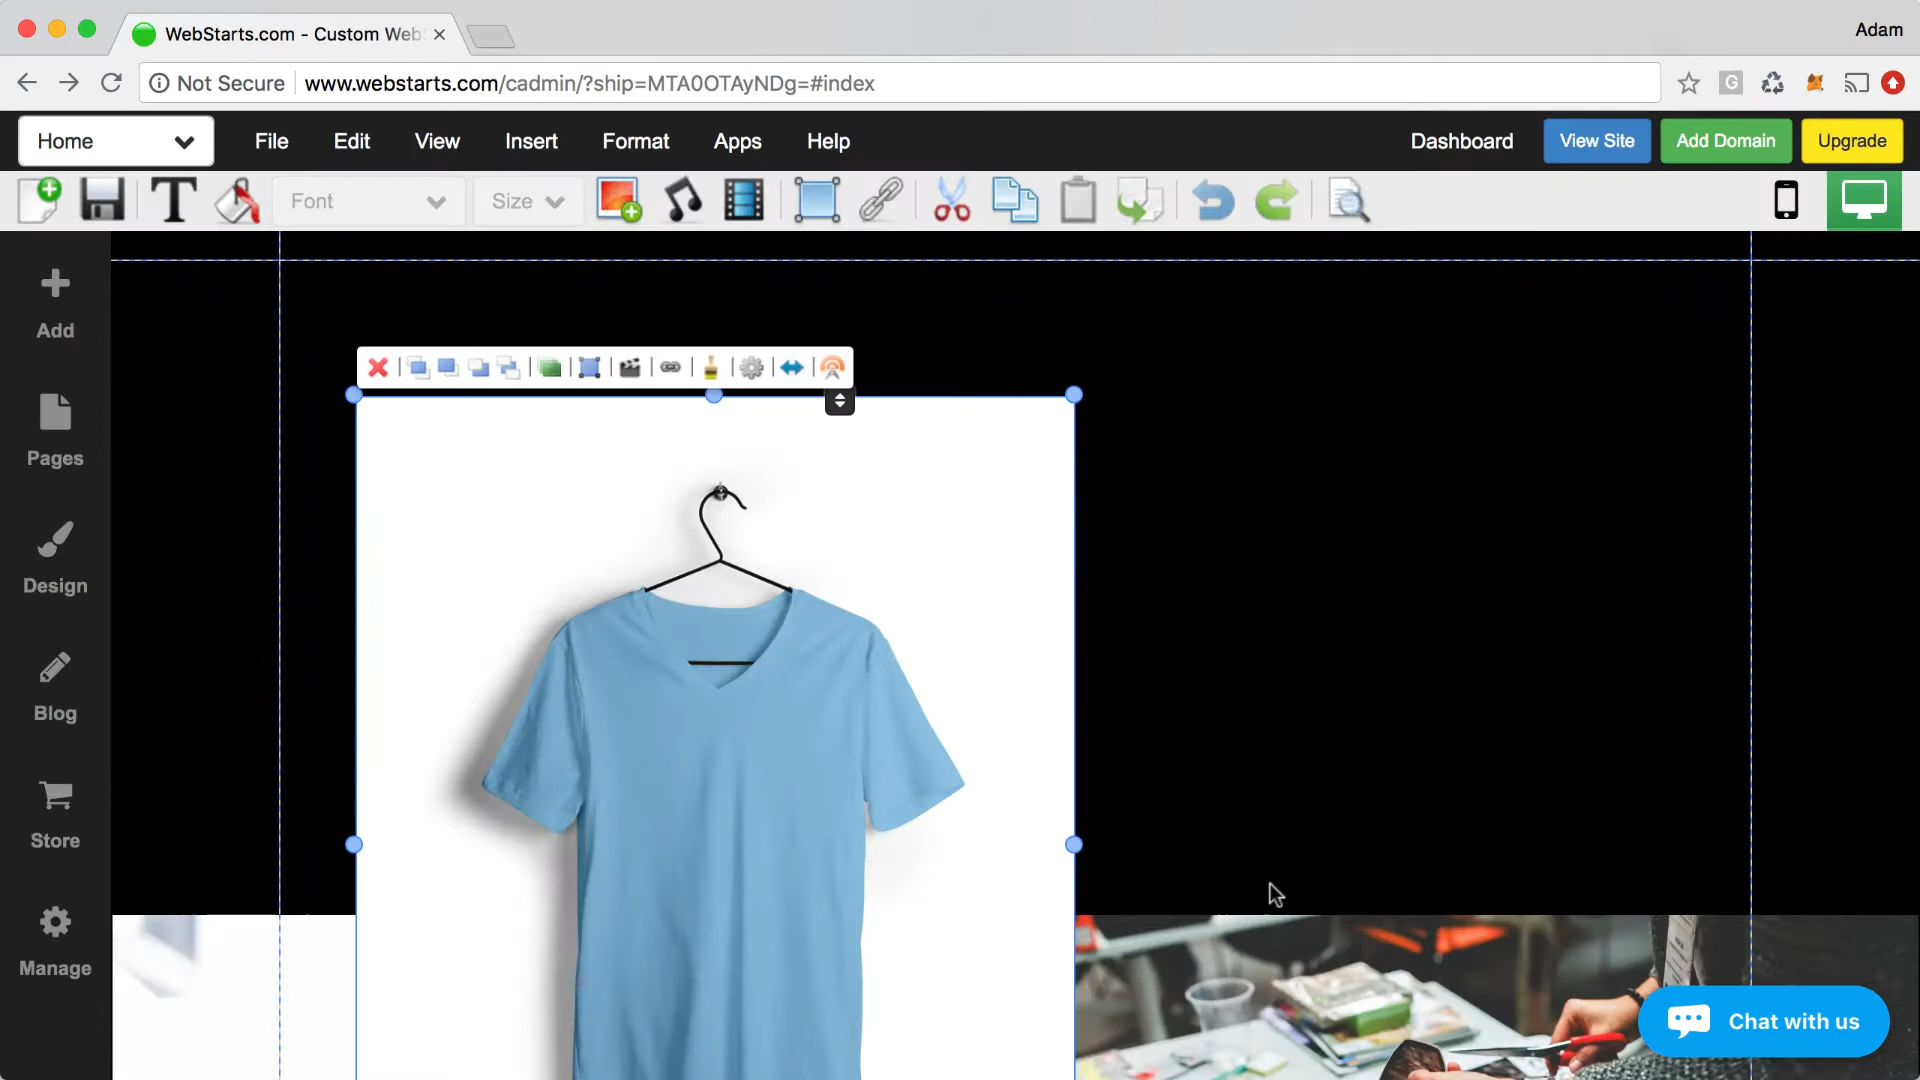 WebStarts.com - Custom Web
Adam
Not Secure
www.webstarts.com/cadmin/?ship=MTA0OTAyNDg=#index
G
Home
File
Edit
View
Insert
Format
Apps
Help
Dashboard
View Site
Add Domain
Upgrade
T
Font
Size
Add
Pages
Design
Blog
Store
Manage
Chat with us